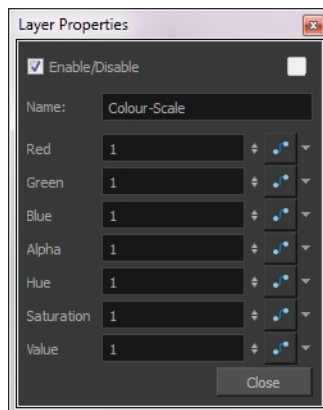 Layer Properties
Enable/Disable
Name: Colour-Scale
Red 1
Green 1
Blue 1
Alpha 1
Hue 1
Saturation 1
Value 1
Close